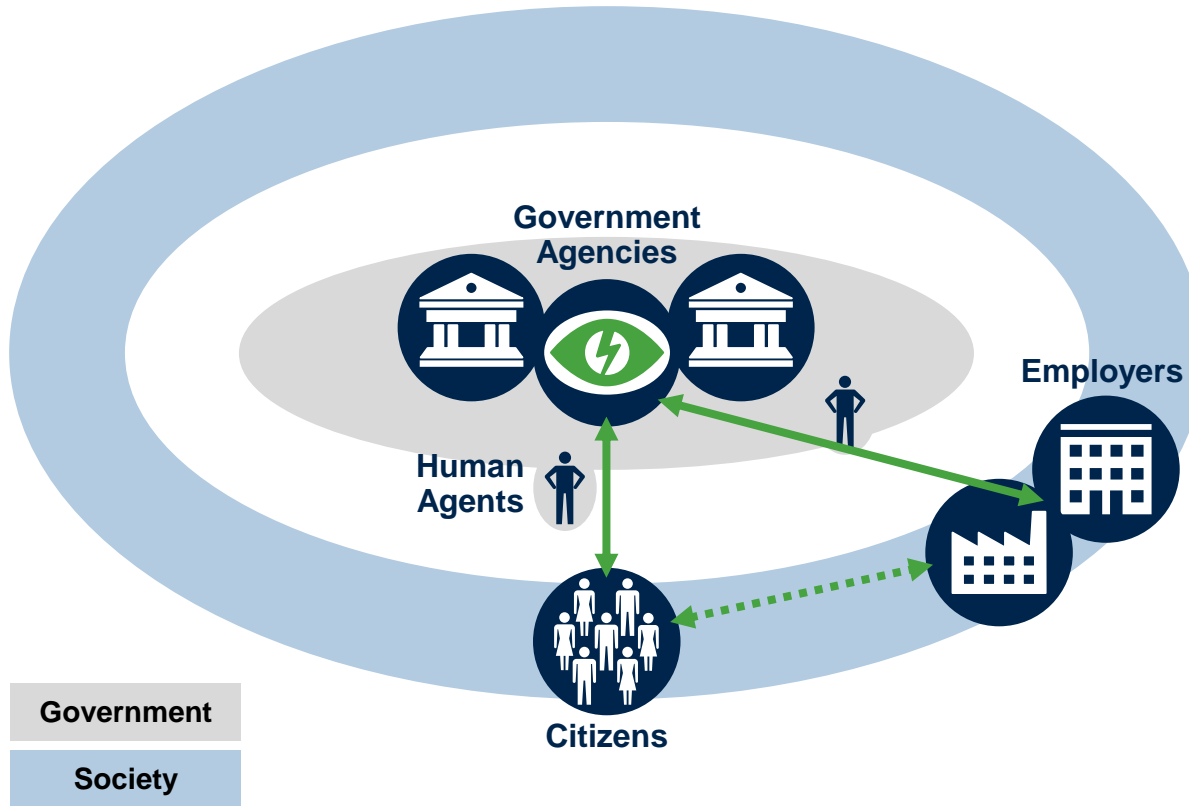 Government
Agencies
Employers
Human
Agents
Citizens
Government
Society